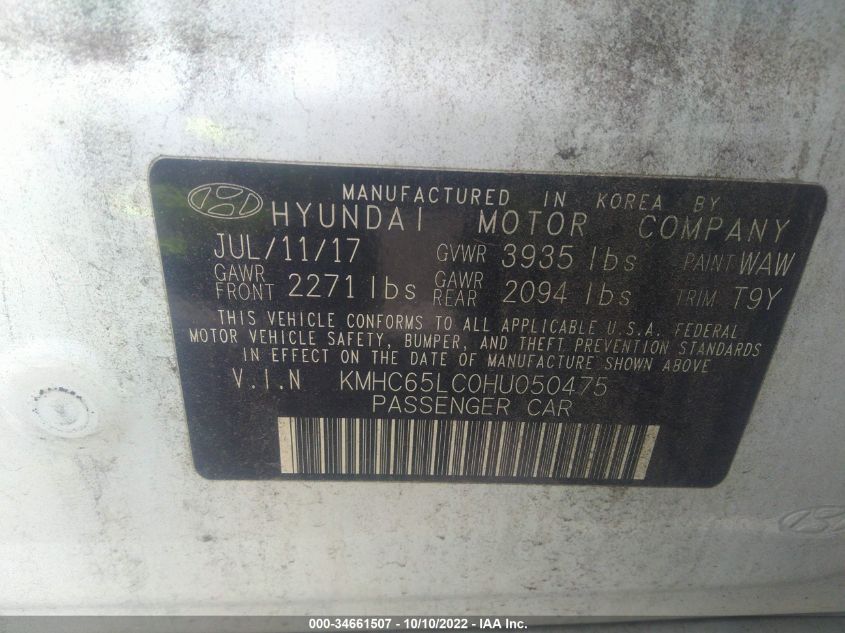 MANUFACTURED IN KOREA BY
HYUNDAI MOTOR COMPANY
JUL/11/17 GVWR 3935 lbs PAINT WAW
GAWR FRONT 2271 lbs GAWR REAR 2094 lbs TRIM T9Y
THIS VEHICLE CONFORMS TO ALL APPLICABLE U.S.A. FEDERAL
MOTOR VEHICLE SAFETY, BUMPER, AND THEFT PREVENTION STANDARDS
IN EFFECT ON THE DATE OF MANUFACTURE SHOWN ABOVE
V.I.N KMHC65LC0HU050475
PASSENGER CAR
000-34661507 - 10/10/2022 - IAA Inc.